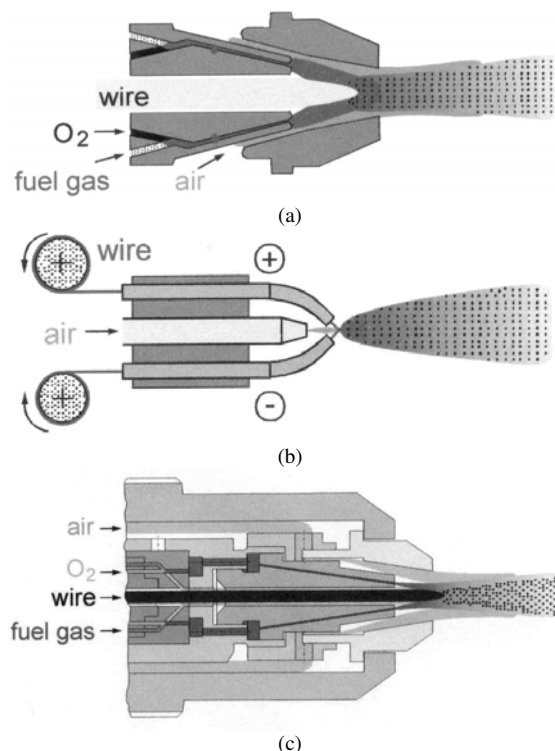 wire
O2
fuel gas
air
(a)
wire
+
air
-
(b)
air
O2
wire
fuel gas
(c)